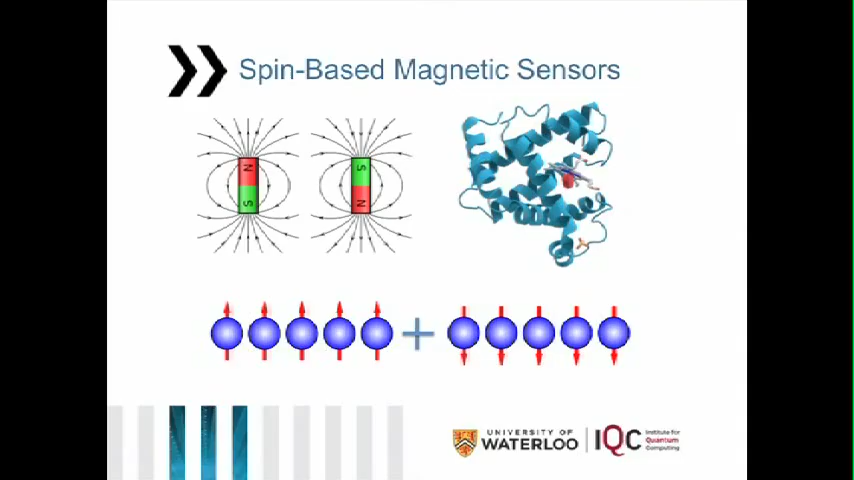 Spin-Based Magnetic Sensors
N
S
S
N
+
UNIVERSITY OF
WATERLOO
IQC
Institute for
Quantum
Computing